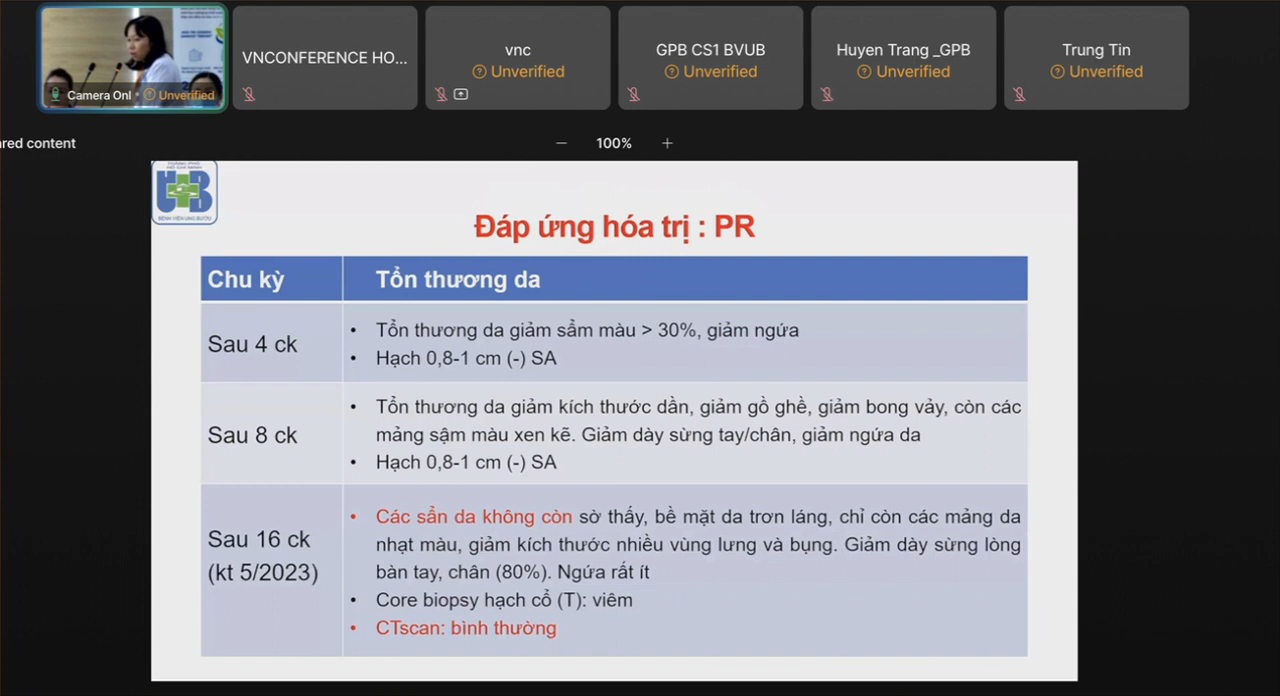 Camera Onl • Unverified
VNCONFERENCE HO...
vnc
Unverified
GPB CS1 BVUB
Unverified
Huyen Trang _GPB
Unverified
Trung Tin
Unverified
ared content
100%
BỆNH VIỆN UNG BƯỚU
Đáp ứng hóa trị : PR
Chu kỳ
Tổn thương da
Sau 4 ck
• Tổn thương da giảm sẩm màu > 30%, giảm ngứa
• Hạch 0,8-1 cm (-) SA
Sau 8 ck
• Tổn thương da giảm kích thước dần, giảm gồ ghề, giảm bong vảy, còn các
mảng sậm màu xen kẽ. Giảm dày sừng tay/chân, giảm ngứa da
• Hạch 0,8-1 cm (-) SA
Sau 16 ck
(kt 5/2023)
• Các sẩn da không còn sờ thấy, bề mặt da trơn láng, chỉ còn các mảng da
nhạt màu, giảm kích thước nhiều vùng lưng và bụng. Giảm dày sừng lòng
bàn tay, chân (80%). Ngứa rất ít
• Core biopsy hạch cổ (T): viêm
• CTscan: bình thường